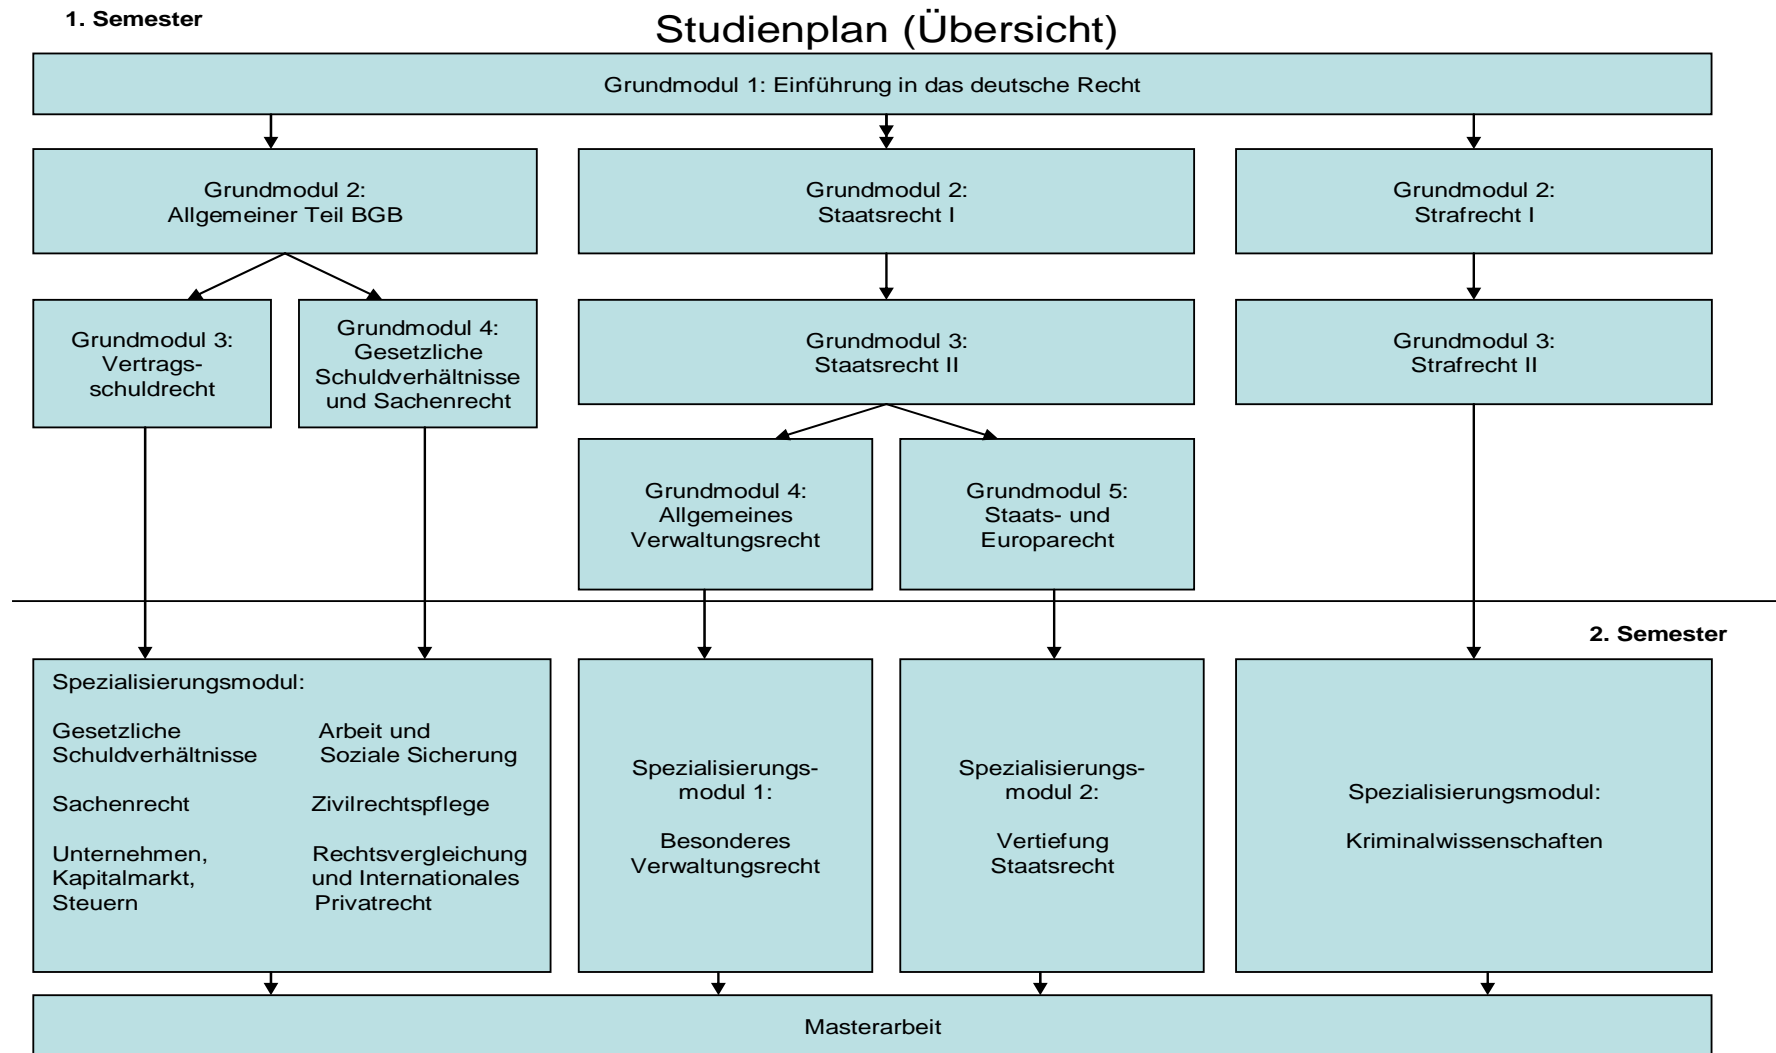 1. Semester
Studienplan (Übersicht)
Grundmodul 1: Einführung in das deutsche Recht
Grundmodul 2:
Allgemeiner Teil BGB
Grundmodul 2:
Staatsrecht I
Grundmodul 2:
Strafrecht I
Grundmodul 3:
Vertrags-
schuldrecht
Grundmodul 4:
Gesetzliche
Schuldverhältnisse
und Sachenrecht
Grundmodul 3:
Staatsrecht II
Grundmodul 3:
Strafrecht II
Grundmodul 4:
Allgemeines
Verwaltungsrecht
Grundmodul 5:
Staats- und
Europarecht
2. Semester
Spezialisierungsmodul:
Gesetzliche
Schuldverhältnisse
Arbeit und
Soziale Sicherung
Sachenrecht
Zivilrechtspflege
Unternehmen,
Kapitalmarkt,
Steuern
Rechtsvergleichung
und Internationales
Privatrecht
Spezialisierungs-
modul 1:
Besonderes
Verwaltungsrecht
Spezialisierungs-
modul 2:
Vertiefung
Staatsrecht
Spezialisierungsmodul:
Kriminalwissenschaften
Masterarbeit